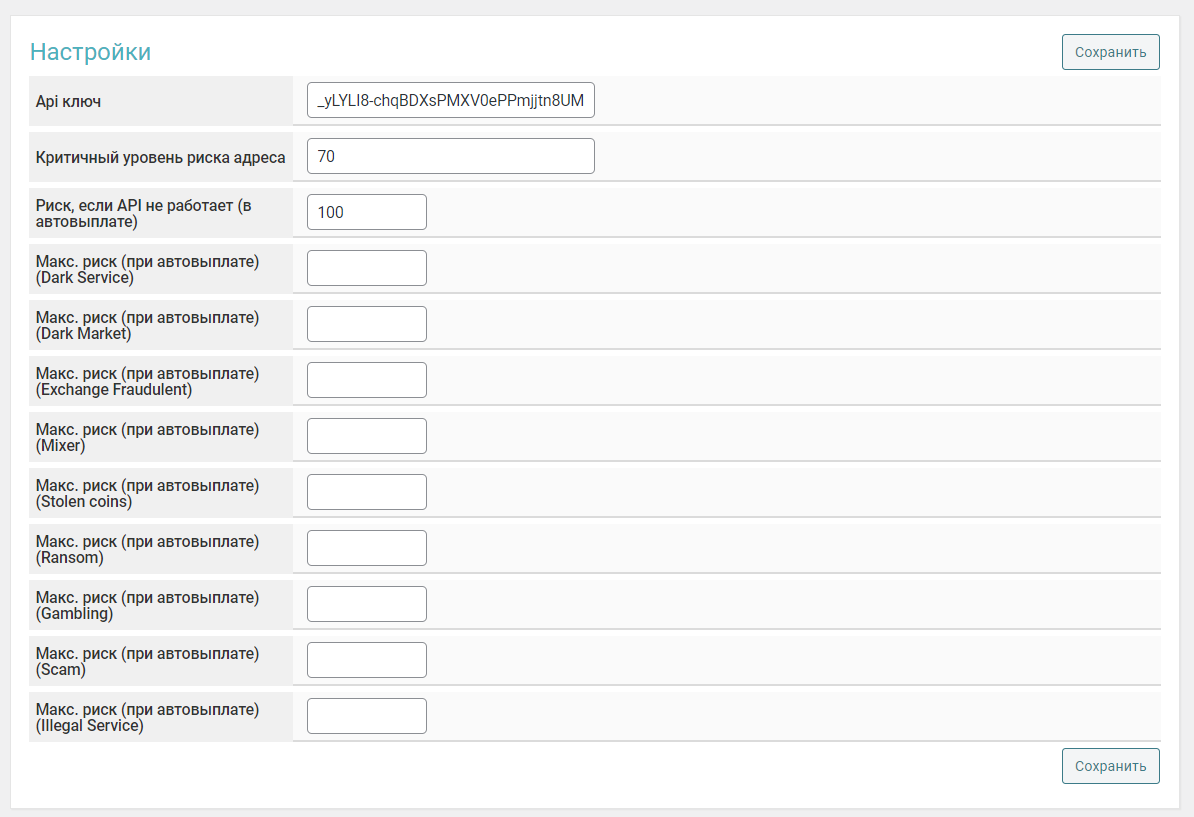 Настройки
Сохранить
Api ключ
_yLYLI8-chqBDXsPMXV0ePPmjjtn8UM
Критичный уровень риска адреса
70
Риск, если API не работает (в
автовыплате)
100
Макс. риск (при автовыплате)
(Dark Service)
Макс. риск (при автовыплате)
(Dark Market)
Макс. риск (при автовыплате)
(Exchange Fraudulent)
Макс. риск (при автовыплате)
(Mixer)
Макс. риск (при автовыплате)
(Stolen coins)
Макс. риск (при автовыплате)
(Ransom)
Макс. риск (при автовыплате)
(Gambling)
Макс. риск (при автовыплате)
(Scam)
Макс. риск (при автовыплате)
(Illegal Service)
Сохранить